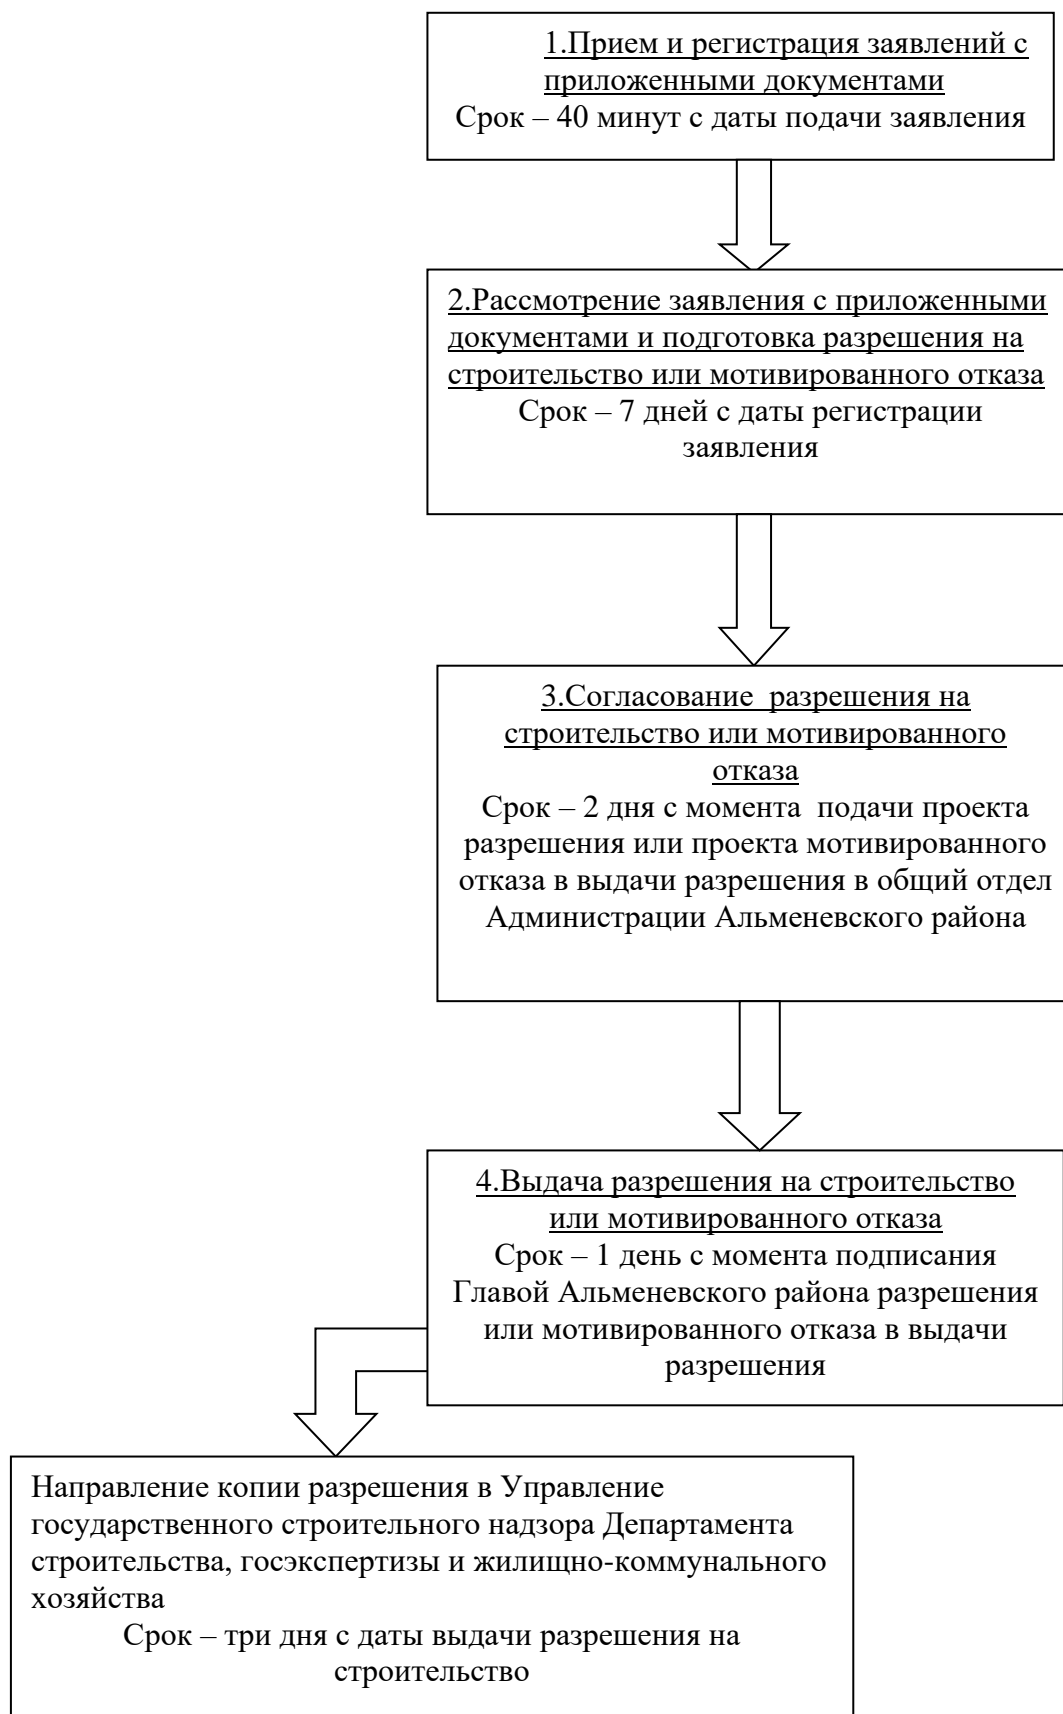 1.Прием и регистрация заявлений с
приложенными документами
Срок – 40 минут с даты подачи заявления
2.Рассмотрение заявления с приложенными
документами и подготовка разрешения на
строительство или мотивированного отказа
Срок – 7 дней с даты регистрации
заявления
3.Согласование  разрешения на
строительство или мотивированного
отказа
Срок – 2 дня с момента  подачи проекта
разрешения или проекта мотивированного
отказа в выдачи разрешения в общий отдел
Администрации Альменевского района
4.Выдача разрешения на строительство
или мотивированного отказа
Срок – 1 день с момента подписания
Главой Альменевского района разрешения
или мотивированного отказа в выдачи
разрешения
Направление копии разрешения в Управление
государственного строительного надзора Департамента
строительства, госэкспертизы и жилищно-коммунального
хозяйства
Срок – три дня с даты выдачи разрешения на
строительство